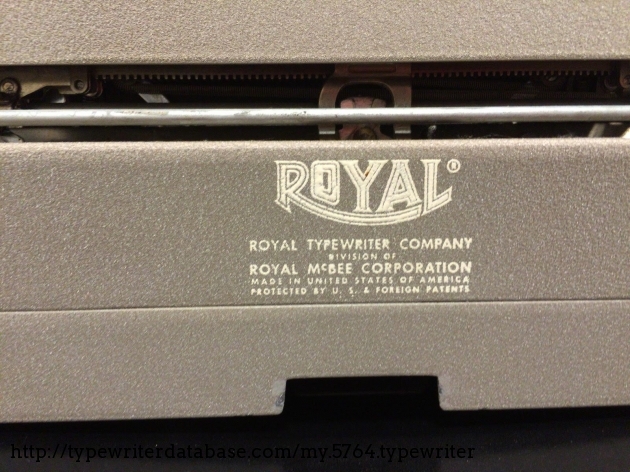 ROYAL®
ROYAL TYPEWRITER COMPANY
DIVISION OF
ROYAL McBEE CORPORATION
MADE IN UNITED STATES OF AMERICA
PROTECTED BY U. S. & FOREIGN PATENTS
http://typewriterdatabase.com/my.5764.typewriter